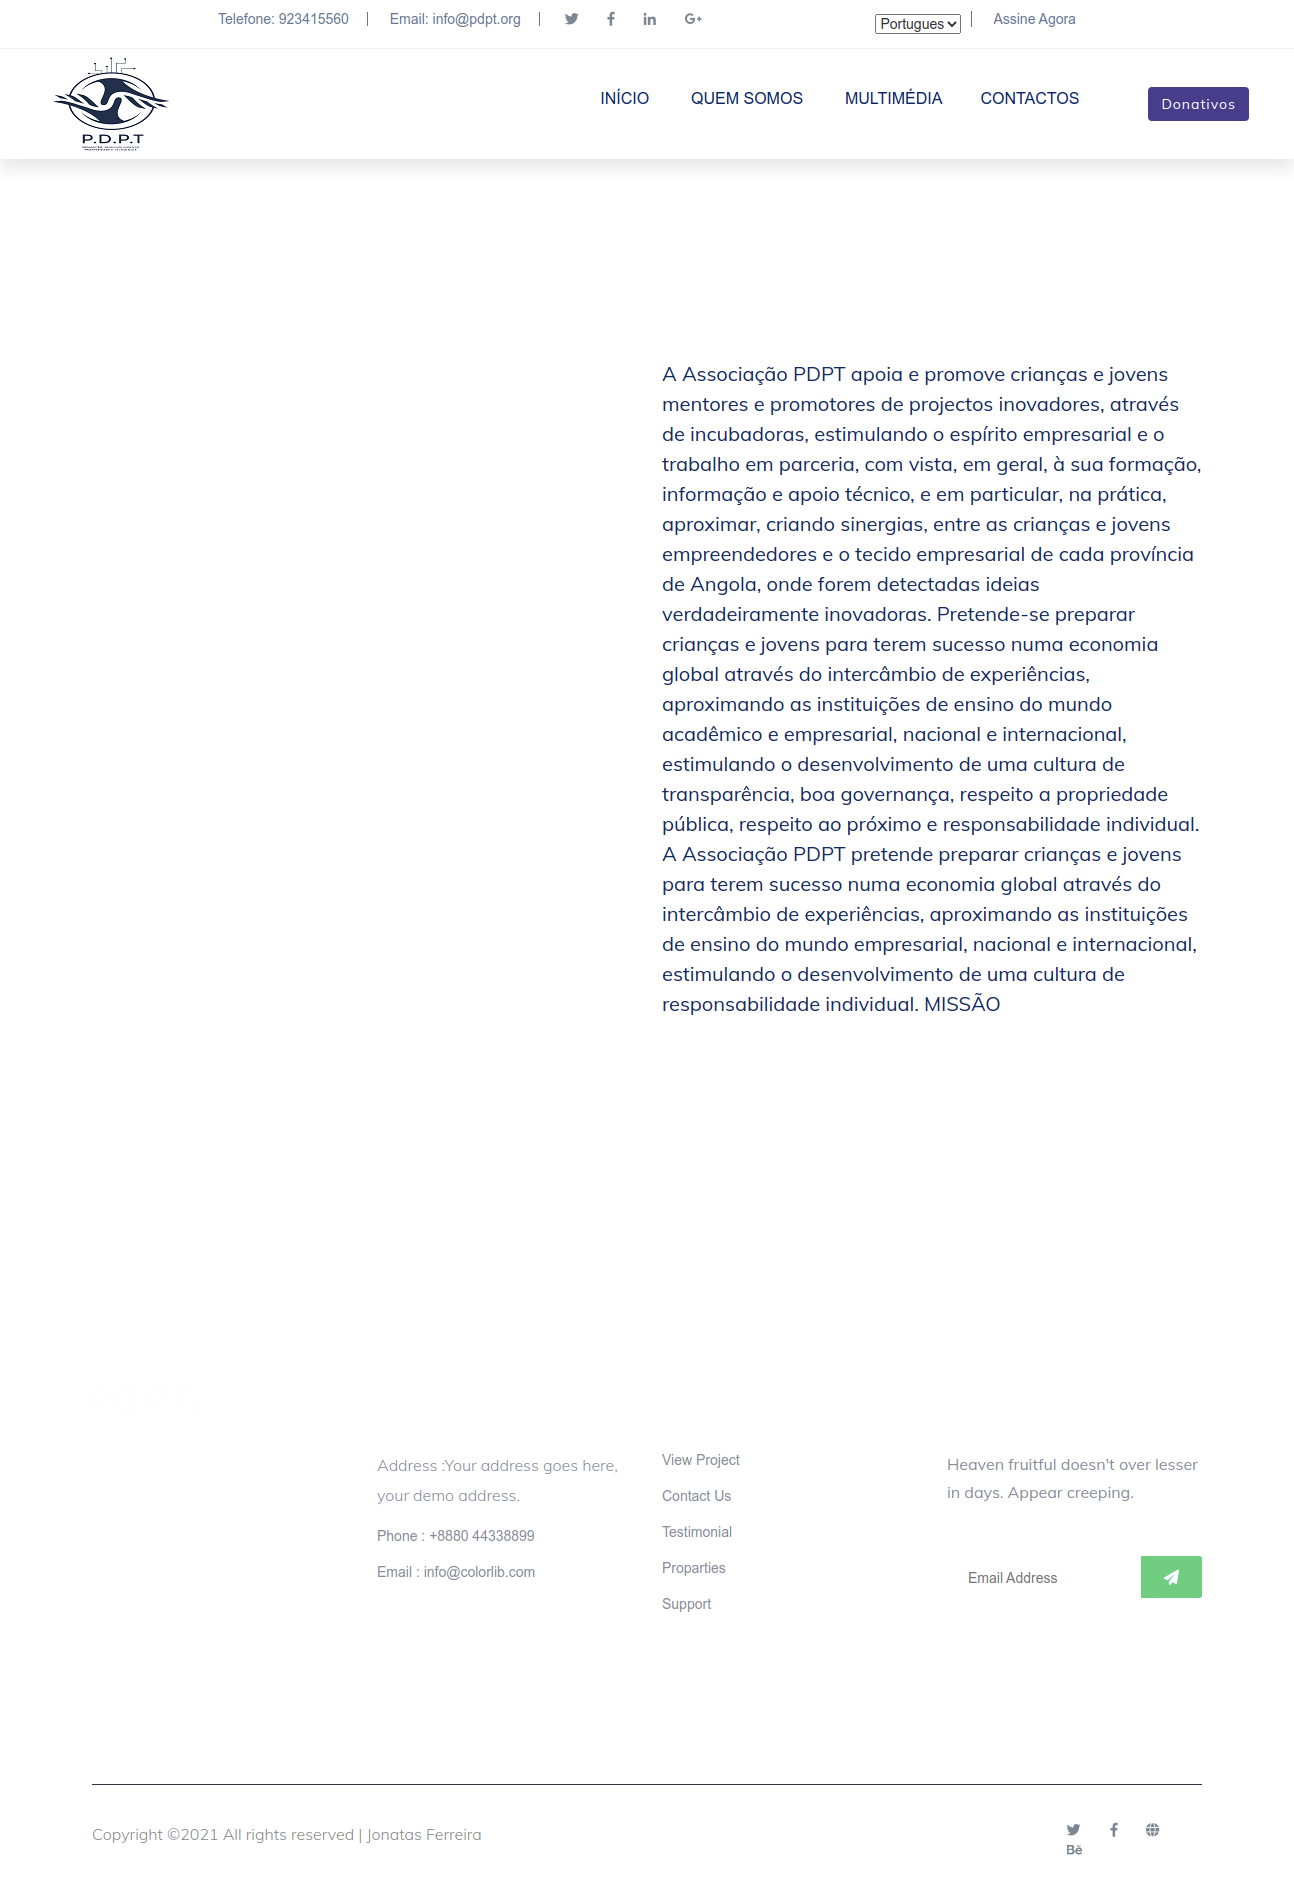 Telefone: 923415560
Email: info@pdpt.org
Portugues
Assine Agora
P.D.P.T
INÍCIO
QUEM SOMOS
MULTIMÉDIA
CONTACTOS
Donativos
A Associação PDPT apoia e promove crianças e jovens
mentores e promotores de projectos inovadores, através
de incubadoras, estimulando o espírito empresarial e o
trabalho em parceria, com vista, em geral, à sua formação,
informação e apoio técnico, e em particular, na prática,
aproximar, criando sinergias, entre as crianças e jovens
empreendedores e o tecido empresarial de cada província
de Angola, onde forem detectadas ideias
verdadeiramente inovadoras. Pretende-se preparar
crianças e jovens para terem sucesso numa economia
global através do intercâmbio de experiências,
aproximando as instituições de ensino do mundo
acadêmico e empresarial, nacional e internacional,
estimulando o desenvolvimento de uma cultura de
transparência, boa governança, respeito a propriedade
pública, respeito ao próximo e responsabilidade individual.
A Associação PDPT pretende preparar crianças e jovens
para terem sucesso numa economia global através do
intercâmbio de experiências, aproximando as instituições
de ensino do mundo empresarial, nacional e internacional,
estimulando o desenvolvimento de uma cultura de
responsabilidade individual. MISSÃO
Address :Your address goes here,
your demo address.
Phone : +8880 44338899
Email : info@colorlib.com
View Project
Contact Us
Testimonial
Proparties
Support
Heaven fruitful doesn't over lesser
in days. Appear creeping.
Email Address
Copyright ©2021 All rights reserved | Jonatas Ferreira